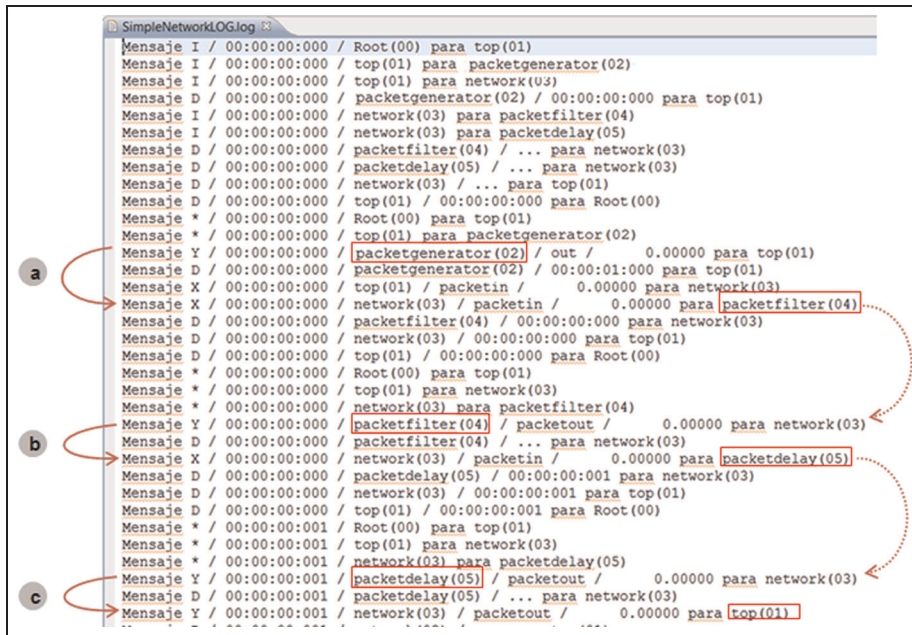 SimpleNetworkLOG.log
Mensaje I / 00:00:00:000 / Root(00) para top(01)
Mensaje I / 00:00:00:000 / top(01) para packetgenerator(02)
Mensaje I / 00:00:00:000 / top(01) para network(03)
Mensaje D / 00:00:00:000 / packetgenerator(02) / 00:00:00:000 para top(01)
Mensaje I / 00:00:00:000 / network(03) para packetfilter(04)
Mensaje I / 00:00:00:000 / network(03) para packetdelay(05)
Mensaje D / 00:00:00:000 / packetfilter(04) / ... para network(03)
Mensaje D / 00:00:00:000 / packetdelay(05) / ... para network(03)
Mensaje D / 00:00:00:000 / network(03) / ... para top(01)
Mensaje D / 00:00:00:000 / top(01) / 00:00:00:000 para Root(00)
Mensaje * / 00:00:00:000 / Root(00) para top(01)
Mensaje * / 00:00:00:000 / top(01) para packetgenerator(02)
Mensaje Y / 00:00:00:000 / packetgenerator(02) / out / 0.00000 para top(01)
a
Mensaje D / 00:00:00:000 / packetgenerator(02) / 00:00:01:000 para top(01)
Mensaje X / 00:00:00:000 / top(01) / packetin / 0.00000 para network(03)
Mensaje X / 00:00:00:000 / network(03) / packetin / 0.00000 para packetfilter(04)
Mensaje D / 00:00:00:000 / packetfilter(04) / 00:00:00:000 para network(03)
Mensaje D / 00:00:00:000 / network(03) / 00:00:00:000 para top(01)
Mensaje D / 00:00:00:000 / top(01) / 00:00:00:000 para Root(00)
Mensaje * / 00:00:00:000 / Root(00) para top(01)
Mensaje * / 00:00:00:000 / top(01) para network(03)
Mensaje * / 00:00:00:000 / network(03) para packetfilter(04)
Mensaje Y / 00:00:00:000 / packetfilter(04) / packetout / 0.00000 para network(03)
b
Mensaje D / 00:00:00:000 / packetfilter(04) / ... para network(03)
Mensaje X / 00:00:00:000 / network(03) / packetin / 0.00000 para packetdelay(05)
Mensaje D / 00:00:00:000 / packetdelay(05) / 00:00:00:001 para network(03)
Mensaje D / 00:00:00:000 / network(03) / 00:00:00:001 para top(01)
Mensaje D / 00:00:00:000 / top(01) / 00:00:00:001 para Root(00)
Mensaje * / 00:00:00:001 / Root(00) para top(01)
Mensaje * / 00:00:00:001 / top(01) para network(03)
Mensaje * / 00:00:00:001 / network(03) para packetdelay(05)
Mensaje Y / 00:00:00:001 / packetdelay(05) / packetout / 0.00000 para network(03)
c
Mensaje D / 00:00:00:001 / packetdelay(05) / ... para network(03)
Mensaje Y / 00:00:00:001 / network(03) / packetout / 0.00000 para top(01)